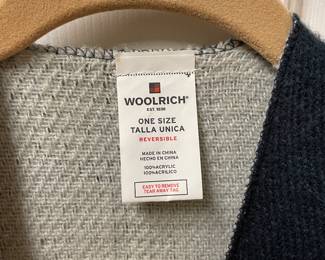 WOOLRICH®
EST. 1830
ONE SIZE
TALLA UNICA
REVERSIBLE
MADE IN CHINA
HECHO EN CHINA
100%ACRYLIC
100%ACRILICO
EASY TO REMOVE
TEAR AWAY TAG